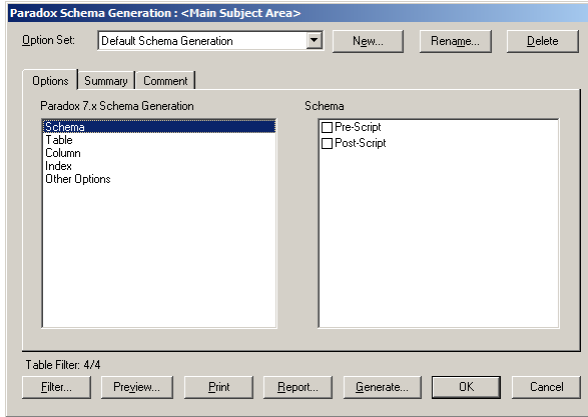 Paradox Schema Generation : <Main Subject Area>
Option Set: Default Schema Generation New... Rename... Delete
Options Summary Comment
Paradox 7.x Schema Generation Schema
Schema Pre-Script
Table Post-Script
Column
Index
Other Options
Table Filter: 4/4
Filter... Preview... Print Report... Generate... OK Cancel